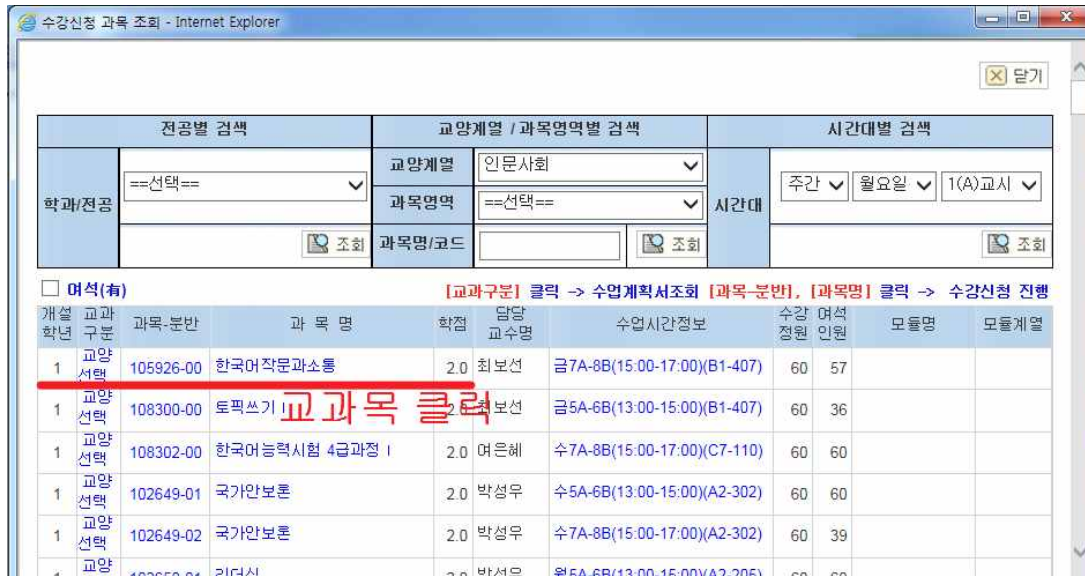 수강신청 과목 조회 - Internet Explorer
닫기
전공별 검색 교양계열 / 과목영역별 검색 시간대별 검색
학과/전공 ==선택== 교양계열 인문사회 시간대 주간 월요일 1(A)교시
과목영역 ==선택==
조회 과목명/코드 조회 조회
여석(有) [교과구분] 클릭 -> 수업계획서조회 [과목-분반], [과목명] 클릭 -> 수강신청 진행
개설학년 교과구분 과목-분반 과 목 명 학점 담당교수명 수업시간정보 수강정원 여석인원 모듈명 모듈계열
1 교양선택 105926-00 한국어작문과소통 2.0 최보선 금7A-8B(15:00-17:00)(B1-407) 60 57
교과목 클릭
1 교양선택 108300-00 토픽쓰기 I 2.0 최보선 금5A-6B(13:00-15:00)(B1-407) 60 36
1 교양선택 108302-00 한국어능력시험 4급과정 I 2.0 여은혜 수7A-8B(15:00-17:00)(C7-110) 60 60
1 교양선택 102649-01 국가안보론 2.0 박성우 수5A-6B(13:00-15:00)(A2-302) 60 60
1 교양선택 102649-02 국가안보론 2.0 박성우 수7A-8B(15:00-17:00)(A2-302) 60 39
교양